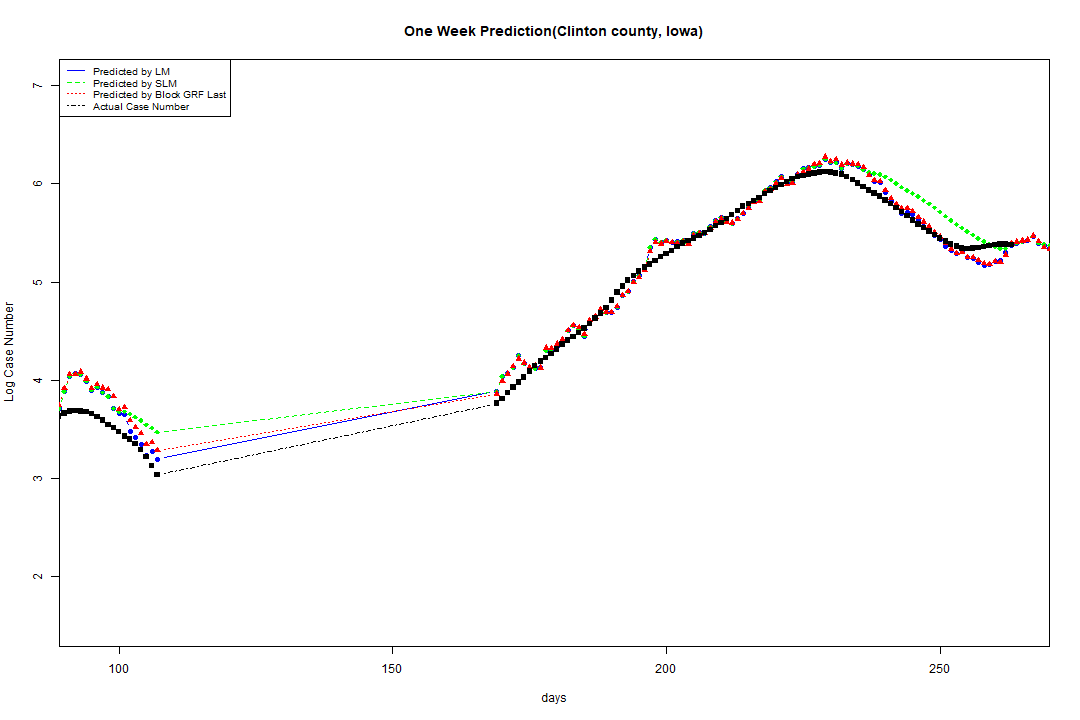 One Week Prediction(Clinton county, Iowa)
Predicted by LM
Predicted by SLM
Predicted by Block GRF Last
Actual Case Number
7
6
5
4
3
2
Log Case Number
100 150 200 250
days